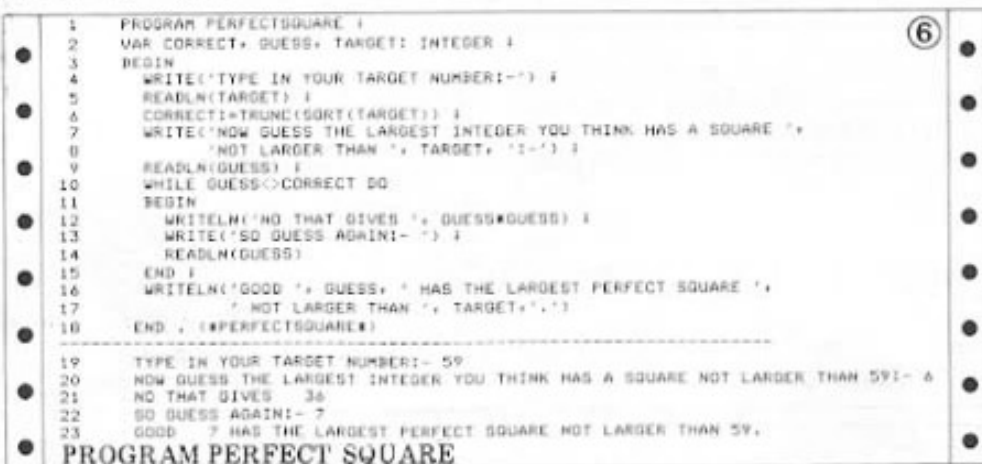 ⑥
1 PROGRAM PERFECTSQUARE ;
2 VAR CORRECT, GUESS, TARGET: INTEGER ;
3 BEGIN
4 WRITE('TYPE IN YOUR TARGET NUMBER:-') ;
5 READLN(TARGET) ;
6 CORRECT:=TRUNC(SQRT(TARGET)) ;
7 WRITE('NOW GUESS THE LARGEST INTEGER YOU THINK HAS A SQUARE ',
8 'NOT LARGER THAN ', TARGET, ':-') ;
9 READLN(GUESS) ;
10 WHILE GUESS<>CORRECT DO
11 BEGIN
12 WRITELN('NO THAT GIVES ', GUESS*GUESS) ;
13 WRITE('SO GUESS AGAIN:- ') ;
14 READLN(GUESS)
15 END ;
16 WRITELN('GOOD ', GUESS, ' HAS THE LARGEST PERFECT SQUARE ',
17 ' NOT LARGER THAN ', TARGET,'.')
18 END . (*PERFECTSQUARE*)
19 TYPE IN YOUR TARGET NUMBER:- 59
20 NOW GUESS THE LARGEST INTEGER YOU THINK HAS A SQUARE NOT LARGER THAN 59:- 6
21 NO THAT GIVES 36
22 SO GUESS AGAIN:- 7
23 GOOD 7 HAS THE LARGEST PERFECT SQUARE NOT LARGER THAN 59.
PROGRAM PERFECT SQUARE